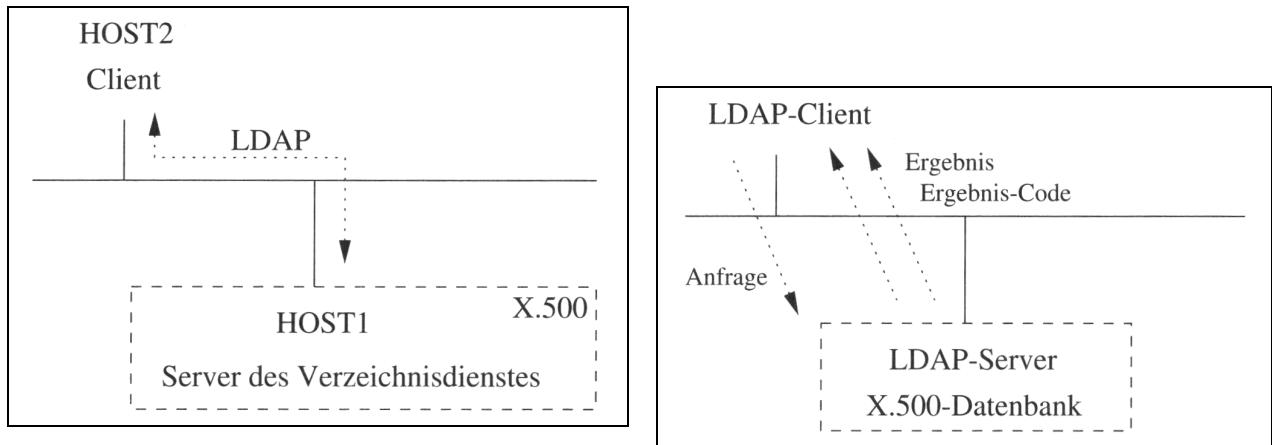 HOST2
Client
LDAP
X.500
HOST1
Server des Verzeichnisdienstes
LDAP-Client
Ergebnis
Ergebnis-Code
Anfrage
LDAP-Server
X.500-Datenbank